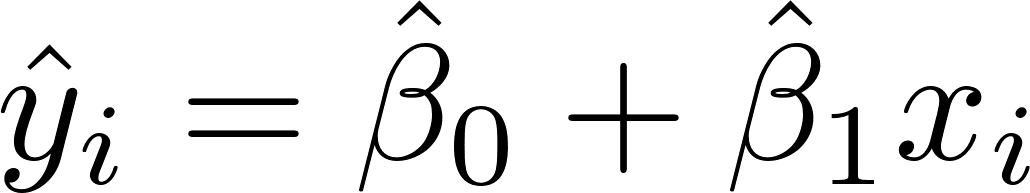 ŷᵢ = β̂₀ + β̂₁xᵢ